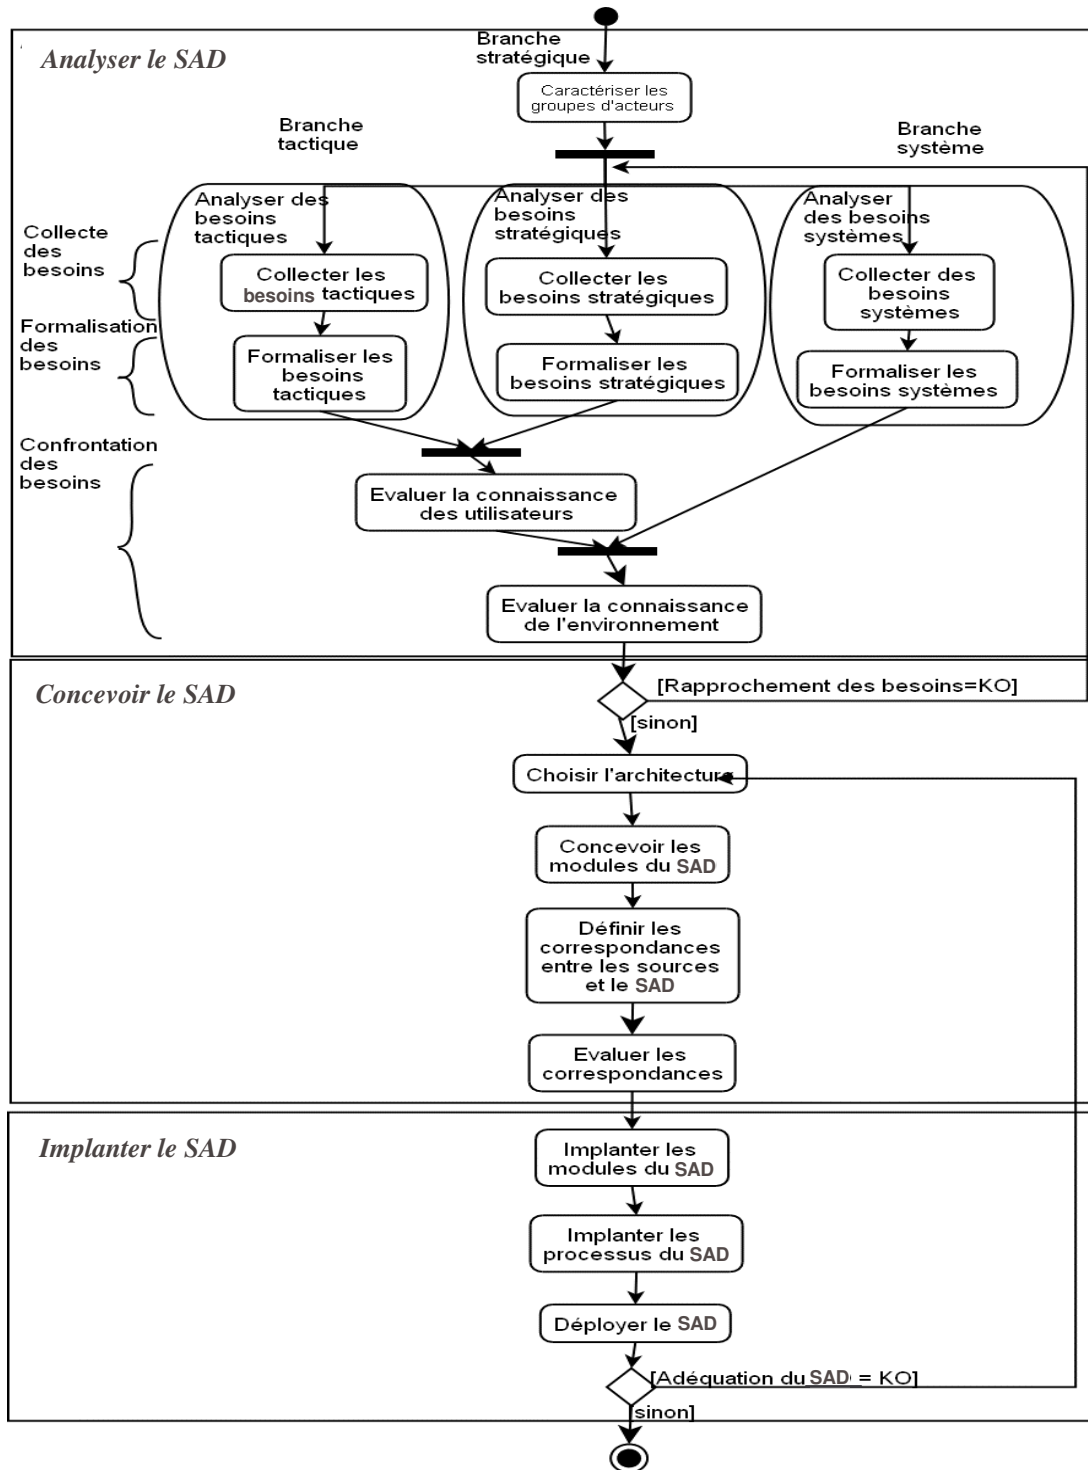 Analyser le SAD
Branche
stratégique
Caractériser les
groupes d'acteurs
Branche
tactique
Branche
système
Analyser des
besoins
tactiques
Analyser des
besoins
stratégiques
Analyser
des besoins
systèmes
Collecte
des
besoins
Collecter les
besoins tactiques
Collecter les
besoins stratégiques
Collecter des
besoins
systèmes
Formalisation
des
besoins
Formaliser les
besoins
tactiques
Formaliser les
besoins stratégiques
Formaliser les
besoins systèmes
Confrontation
des
besoins
Evaluer la connaissance
des utilisateurs
Evaluer la connaissance
de l'environnement
Concevoir le SAD
[Rapprochement des besoins=KO]
[sinon]
Choisir l'architecture
Concevoir les
modules du SAD
Définir les
correspondances
entre les sources
et le SAD
Evaluer les
correspondances
Implanter le SAD
Implanter les
modules du SAD
Implanter les
processus du SAD
Déployer le SAD
[Adéquation du SAD = KO]
[sinon]